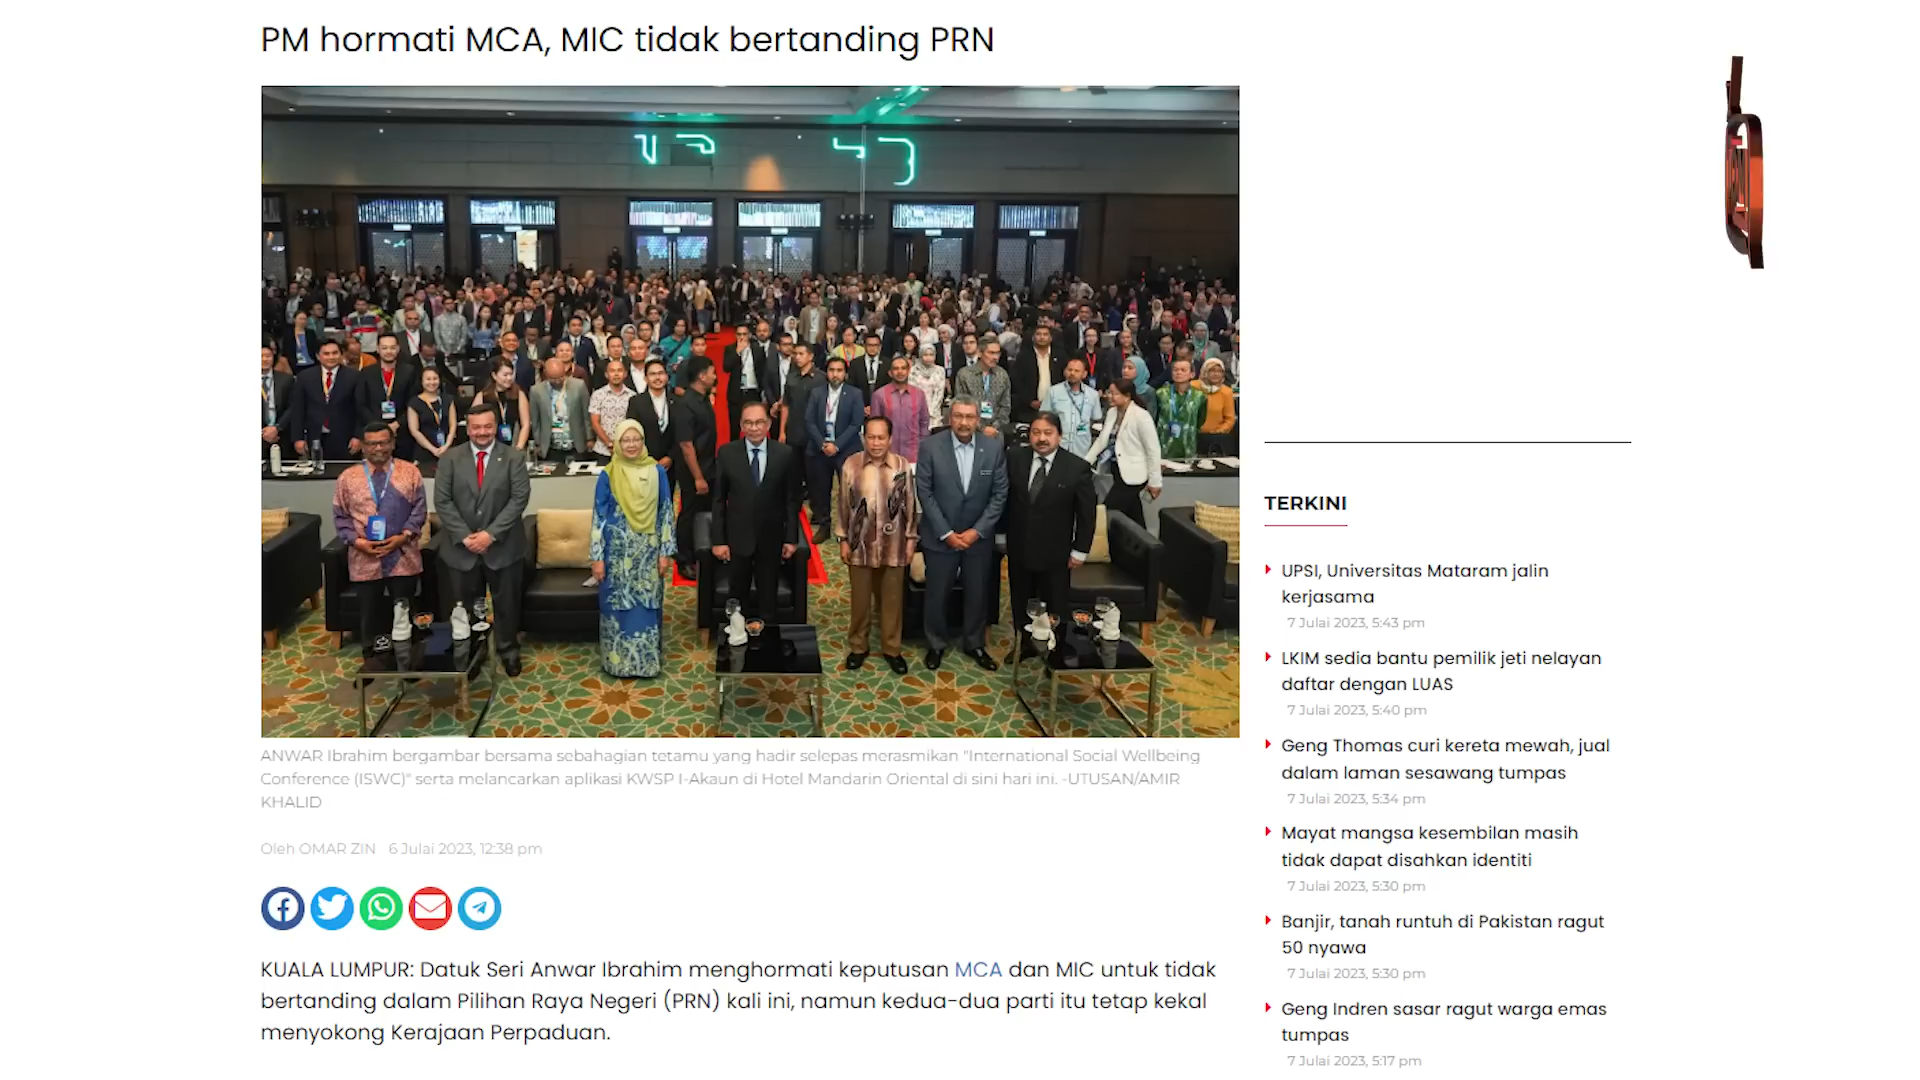 PM hormati MCA, MIC tidak bertanding PRN
ANWAR Ibrahim bergambar bersama sebahagian tetamu yang hadir selepas merasmikan "International Social Wellbeing
Conference (ISWC)" serta melancarkan aplikasi KWSP I-Akaun di Hotel Mandarin Oriental di sini hari ini. -UTUSAN/AMIR
KHALID
Oleh OMAR ZIN 6 Julai 2023, 12:38 pm
KUALA LUMPUR: Datuk Seri Anwar Ibrahim menghormati keputusan MCA dan MIC untuk tidak
bertanding dalam Pilihan Raya Negeri (PRN) kali ini, namun kedua-dua parti itu tetap kekal
menyokong Kerajaan Perpaduan.
TERKINI
UPSI, Universitas Mataram jalin
kerjasama
7 Julai 2023, 5:43 pm
LKIM sedia bantu pemilik jeti nelayan
daftar dengan LUAS
7 Julai 2023, 5:40 pm
Geng Thomas curi kereta mewah, jual
dalam laman sesawang tumpas
7 Julai 2023, 5:34 pm
Mayat mangsa kesembilan masih
tidak dapat disahkan identiti
7 Julai 2023, 5:30 pm
Banjir, tanah runtuh di Pakistan ragut
50 nyawa
7 Julai 2023, 5:30 pm
Geng Indren sasar ragut warga emas
tumpas
7 Julai 2023, 5:17 pm